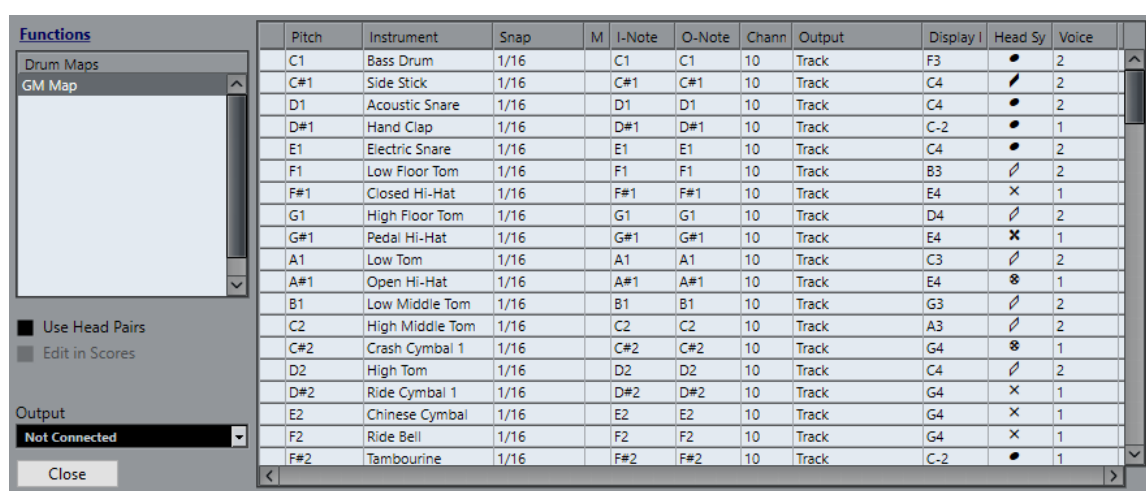 Functions
Drum Maps
GM Map
Use Head Pairs
Edit in Scores
Output
Not Connected
Close
Pitch Instrument Snap M I-Note O-Note Chann Output Display I Head Sy Voice
C1 Bass Drum 1/16 C1 C1 10 Track F3 2
C#1 Side Stick 1/16 C#1 C#1 10 Track C4 2
D1 Acoustic Snare 1/16 D1 D1 10 Track C4 2
D#1 Hand Clap 1/16 D#1 D#1 10 Track C-2 1
E1 Electric Snare 1/16 E1 E1 10 Track C4 2
F1 Low Floor Tom 1/16 F1 F1 10 Track B3 2
F#1 Closed Hi-Hat 1/16 F#1 F#1 10 Track E4 1
G1 High Floor Tom 1/16 G1 G1 10 Track D4 2
G#1 Pedal Hi-Hat 1/16 G#1 G#1 10 Track E4 1
A1 Low Tom 1/16 A1 A1 10 Track C3 2
A#1 Open Hi-Hat 1/16 A#1 A#1 10 Track E4 1
B1 Low Middle Tom 1/16 B1 B1 10 Track G3 2
C2 High Middle Tom 1/16 C2 C2 10 Track A3 2
C#2 Crash Cymbal 1 1/16 C#2 C#2 10 Track G4 1
D2 High Tom 1/16 D2 D2 10 Track C4 2
D#2 Ride Cymbal 1 1/16 D#2 D#2 10 Track G4 1
E2 Chinese Cymbal 1/16 E2 E2 10 Track G4 1
F2 Ride Bell 1/16 F2 F2 10 Track G4 1
F#2 Tambourine 1/16 F#2 F#2 10 Track C-2 1